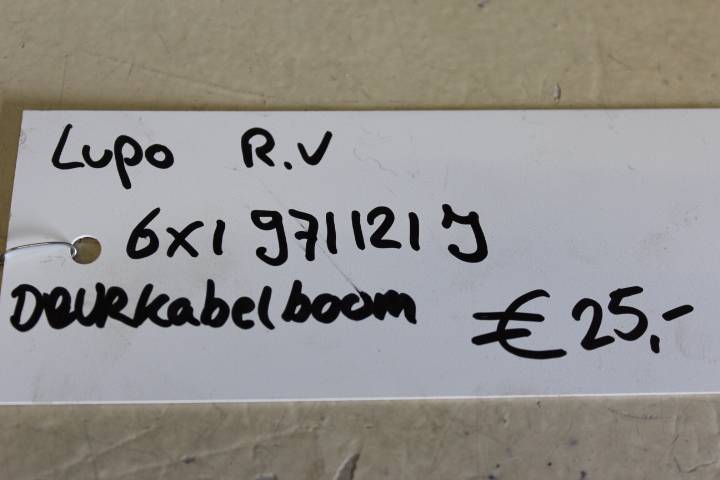 Lupo R.V
6x1 971121 J
DEURKabelboom €25,-